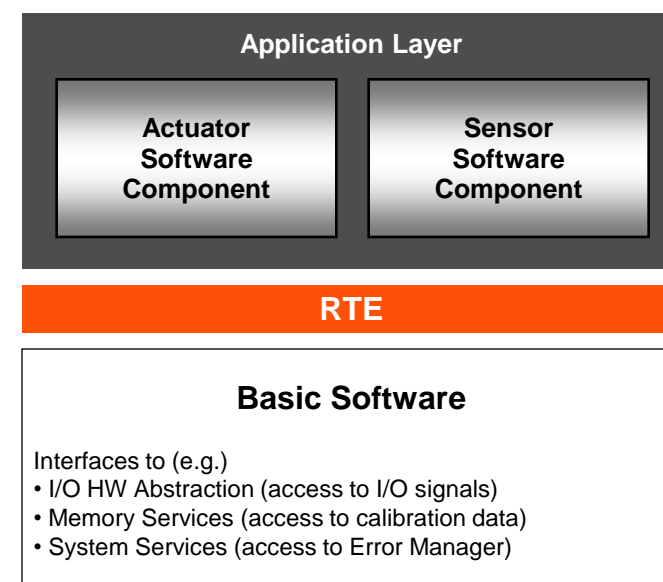 Application Layer
Actuator
Software
Component
Sensor
Software
Component
RTE
Basic Software
Interfaces to (e.g.)
• I/O HW Abstraction (access to I/O signals)
• Memory Services (access to calibration data)
• System Services (access to Error Manager)